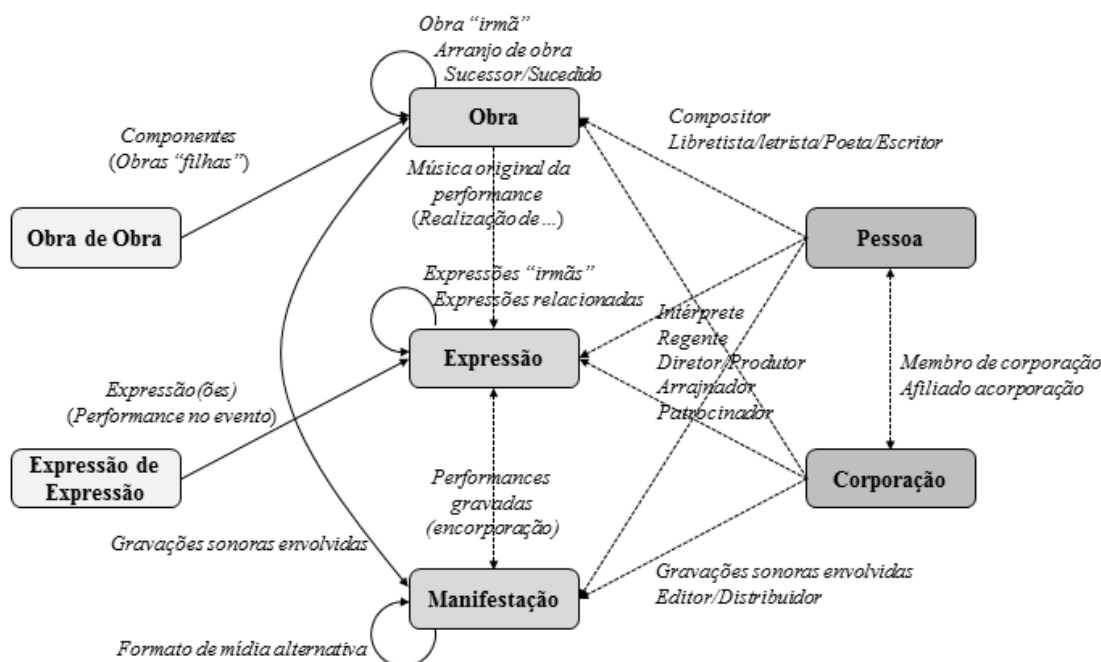 Obra “irmã”
Arranjo de obra
Sucessor/Sucedido
Obra
Componentes
(Obras “filhas”)
Compositor
Libretista/letrista/Poeta/Escritor
Música original da
performance
(Realização de ...)
Obra de Obra
Pessoa
Expressões “irmãs”
Expressões relacionadas
Expressão
Intérprete
Regente
Diretor/Produtor
Arrajnador
Patrocinador
Membro de corporação
Afiliado acorporação
Expressão(ões)
(Performance no evento)
Expressão de
Expressão
Performances
gravadas
(encorporação)
Corporação
Gravações sonoras envolvidas
Gravações sonoras envolvidas
Editor/Distribuidor
Manifestação
Formato de mídia alternativa